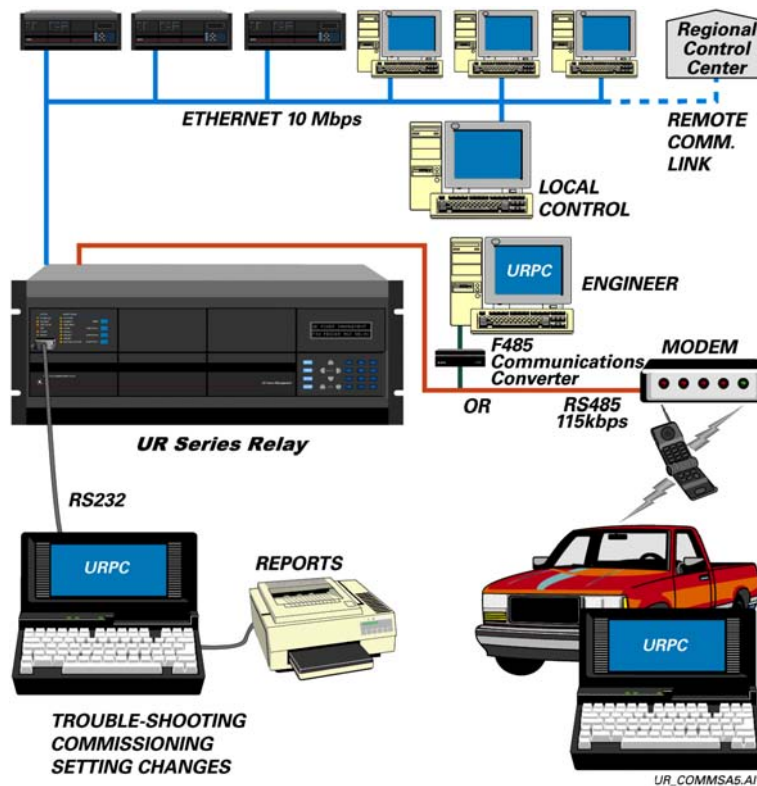 Regional
Control
Center
ETHERNET 10 Mbps
REMOTE
COMM.
LINK
LOCAL
CONTROL
URPC
ENGINEER
F485
Communications
Converter
MODEM
OR
RS485
115kbps
UR Series Relay
RS232
URPC
REPORTS
URPC
TROUBLE-SHOOTING
COMMISSIONING
SETTING CHANGES
UR_COMMSA5.AI